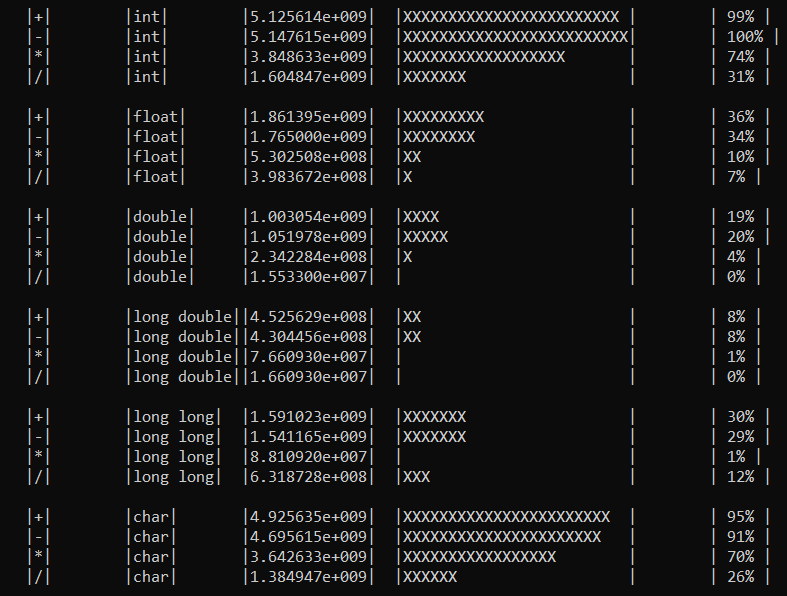 |+| |int| |5.125614e+009| |XXXXXXXXXXXXXXXXXXXXXXXX | | 99% |
|-| |int| |5.147615e+009| |XXXXXXXXXXXXXXXXXXXXXXXXX| | 100% |
|*| |int| |3.848633e+009| |XXXXXXXXXXXXXXXXXX | | 74% |
|/| |int| |1.604847e+009| |XXXXXXX | | 31% |
|+| |float| |1.861395e+009| |XXXXXXXXX | | 36% |
|-| |float| |1.765000e+009| |XXXXXXXX | | 34% |
|*| |float| |5.302508e+008| |XX | | 10% |
|/| |float| |3.983672e+008| |X | | 7% |
|+| |double| |1.003054e+009| |XXXX | | 19% |
|-| |double| |1.051978e+009| |XXXXX | | 20% |
|*| |double| |2.342284e+008| |X | | 4% |
|/| |double| |1.553300e+007| | | | 0% |
|+| |long double||4.525629e+008| |XX | | 8% |
|-| |long double||4.304456e+008| |XX | | 8% |
|*| |long double||7.660930e+007| | | | 1% |
|/| |long double||1.660930e+007| | | | 0% |
|+| |long long| |1.591023e+009| |XXXXXXX | | 30% |
|-| |long long| |1.541165e+009| |XXXXXXX | | 29% |
|*| |long long| |8.810920e+007| | | | 1% |
|/| |long long| |6.318728e+008| |XXX | | 12% |
|+| |char| |4.925635e+009| |XXXXXXXXXXXXXXXXXXXXXXX | | 95% |
|-| |char| |4.695615e+009| |XXXXXXXXXXXXXXXXXXXXXX | | 91% |
|*| |char| |3.642633e+009| |XXXXXXXXXXXXXXXXX | | 70% |
|/| |char| |1.384947e+009| |XXXXXX | | 26% |